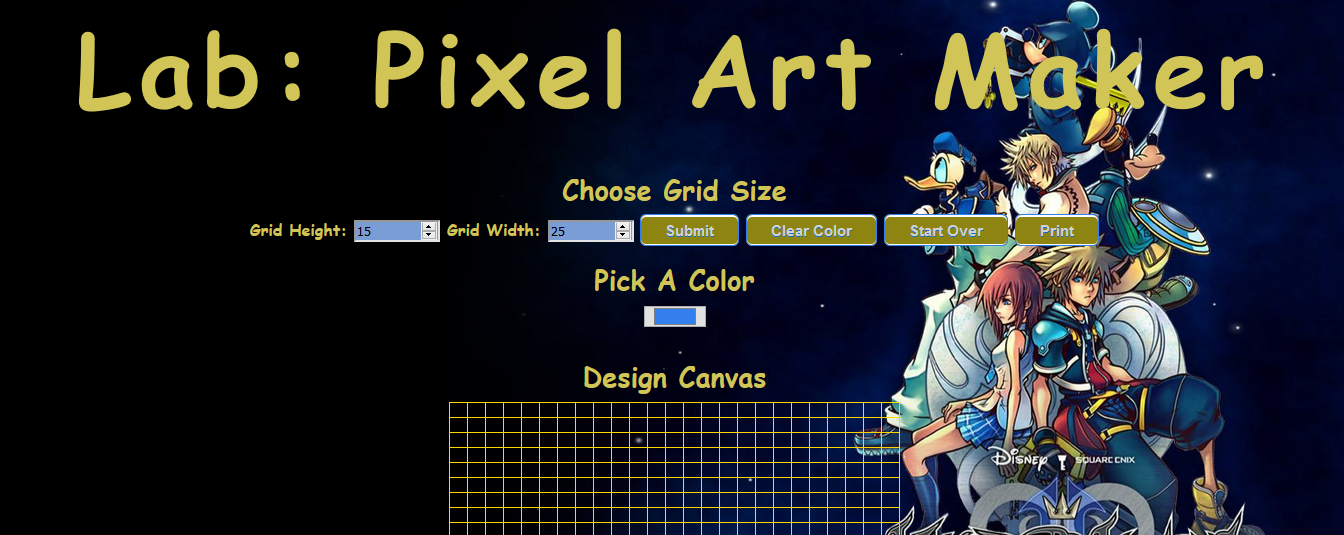 Lab: Pixel Art Maker
Choose Grid Size
Grid Height: 15 Grid Width: 25 Submit Clear Color Start Over Print
Pick A Color
Design Canvas
Disney SQUARE ENIX